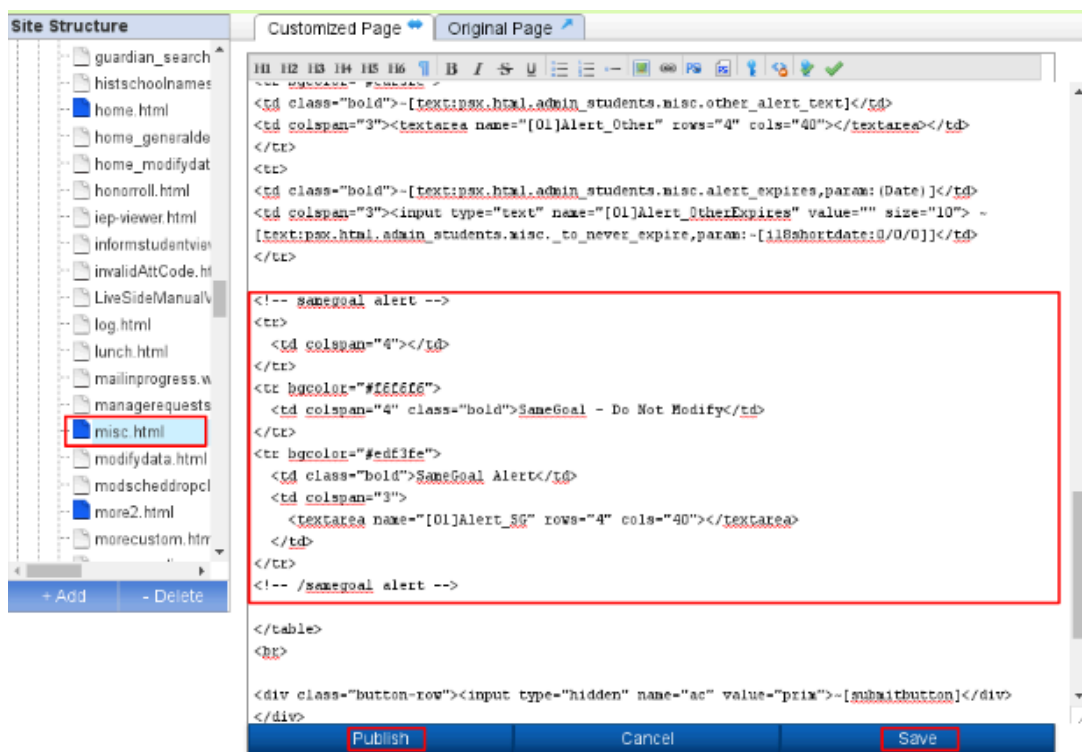 Site Structure
guardian_search
histschoolnames
home.html
home_generalde
home_modifydat
honorroll.html
iep-viewer.html
informstudentview
invalidAttCode.ht
LiveSideManualV
log.html
lunch.html
mailinprogress.w
managerequests
misc.html
modifydata.html
modscheddropcl
more2.html
morecustom.htm
+ Add - Delete
Customized Page Original Page
H1 H2 H3 H4 H5 H6 ¶ B I S U
<td class="bold">~[text:psx.html.admin_students.misc.other_alert_text]</td>
<td colspan="3"><textarea name="[01]Alert_Other" rows="4" cols="40"></textarea></td>
</tr>
<tr>
<td class="bold">~[text:psx.html.admin_students.misc.alert_expires,param:(Date)]</td>
<td colspan="3"><input type="text" name="[01]Alert_OtherExpires" value="" size="10"> ~
[text:psx.html.admin_students.misc._to_never_expire,param:~[i18shortdate:0/0/0]]</td>
</tr>
<!-- samegoal alert -->
<tr>
<td colspan="4"></td>
</tr>
<tr bgcolor="#f6f6f6">
<td colspan="4" class="bold">SameGoal - Do Not Modify</td>
</tr>
<tr bgcolor="#edf3fe">
<td class="bold">SameGoal Alert</td>
<td colspan="3">
<textarea name="[01]Alert_SG" rows="4" cols="40"></textarea>
</td>
</tr>
<!-- /samegoal alert -->
</table>
<br>
<div class="button-row"><input type="hidden" name="ac" value="prim">~[submitbutton]</div>
</div>
Publish Cancel Save